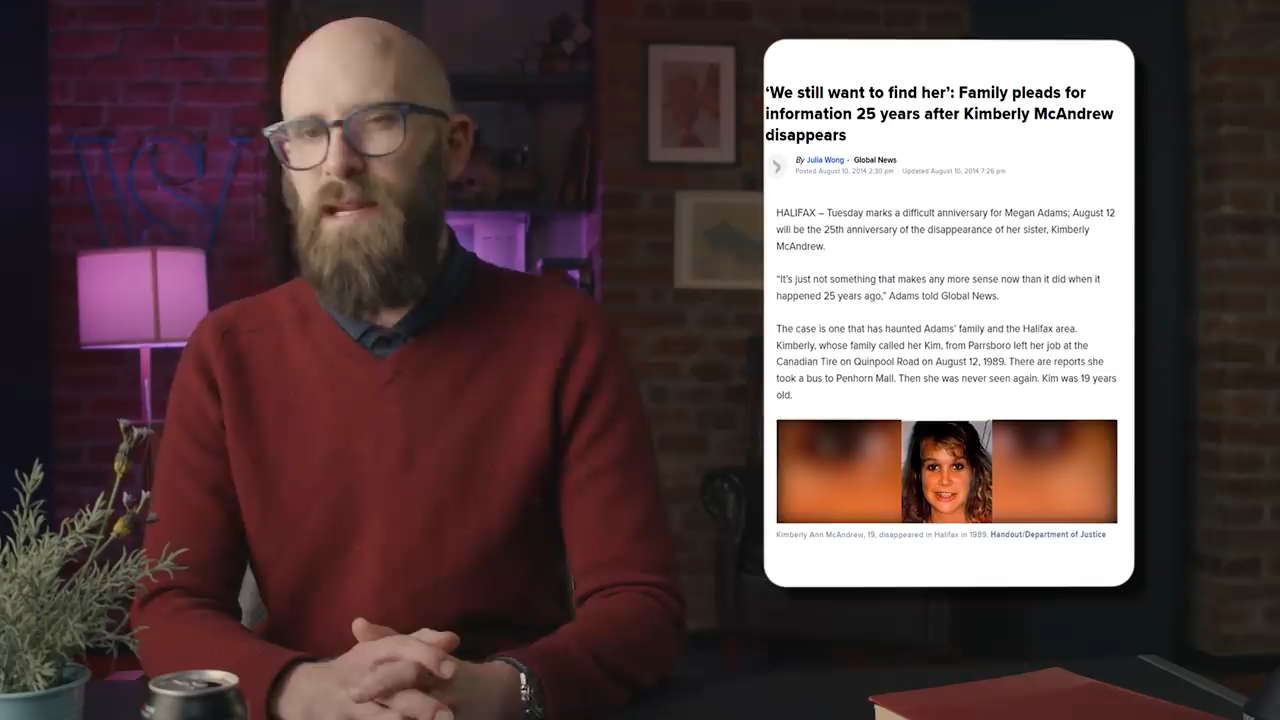 ‘We still want to find her’: Family pleads for
information 25 years after Kimberly McAndrew
disappears
By Julia Wong · Global News
Posted August 10, 2014 2:30 pm · Updated August 10, 2014 7:26 pm
HALIFAX – Tuesday marks a difficult anniversary for Megan Adams; August 12
will be the 25th anniversary of the disappearance of her sister, Kimberly
McAndrew.
“It’s just not something that makes any more sense now than it did when it
happened 25 years ago,” Adams told Global News.
The case is one that has haunted Adams’ family and the Halifax area.
Kimberly, whose family called her Kim, from Parrsboro left her job at the
Canadian Tire on Quinpool Road on August 12, 1989. There are reports she
took a bus to Penhorn Mall. Then she was never seen again. Kim was 19 years
old.
Kimberly Ann McAndrew, 19, disappeared in Halifax in 1989. Handout/Department of Justice